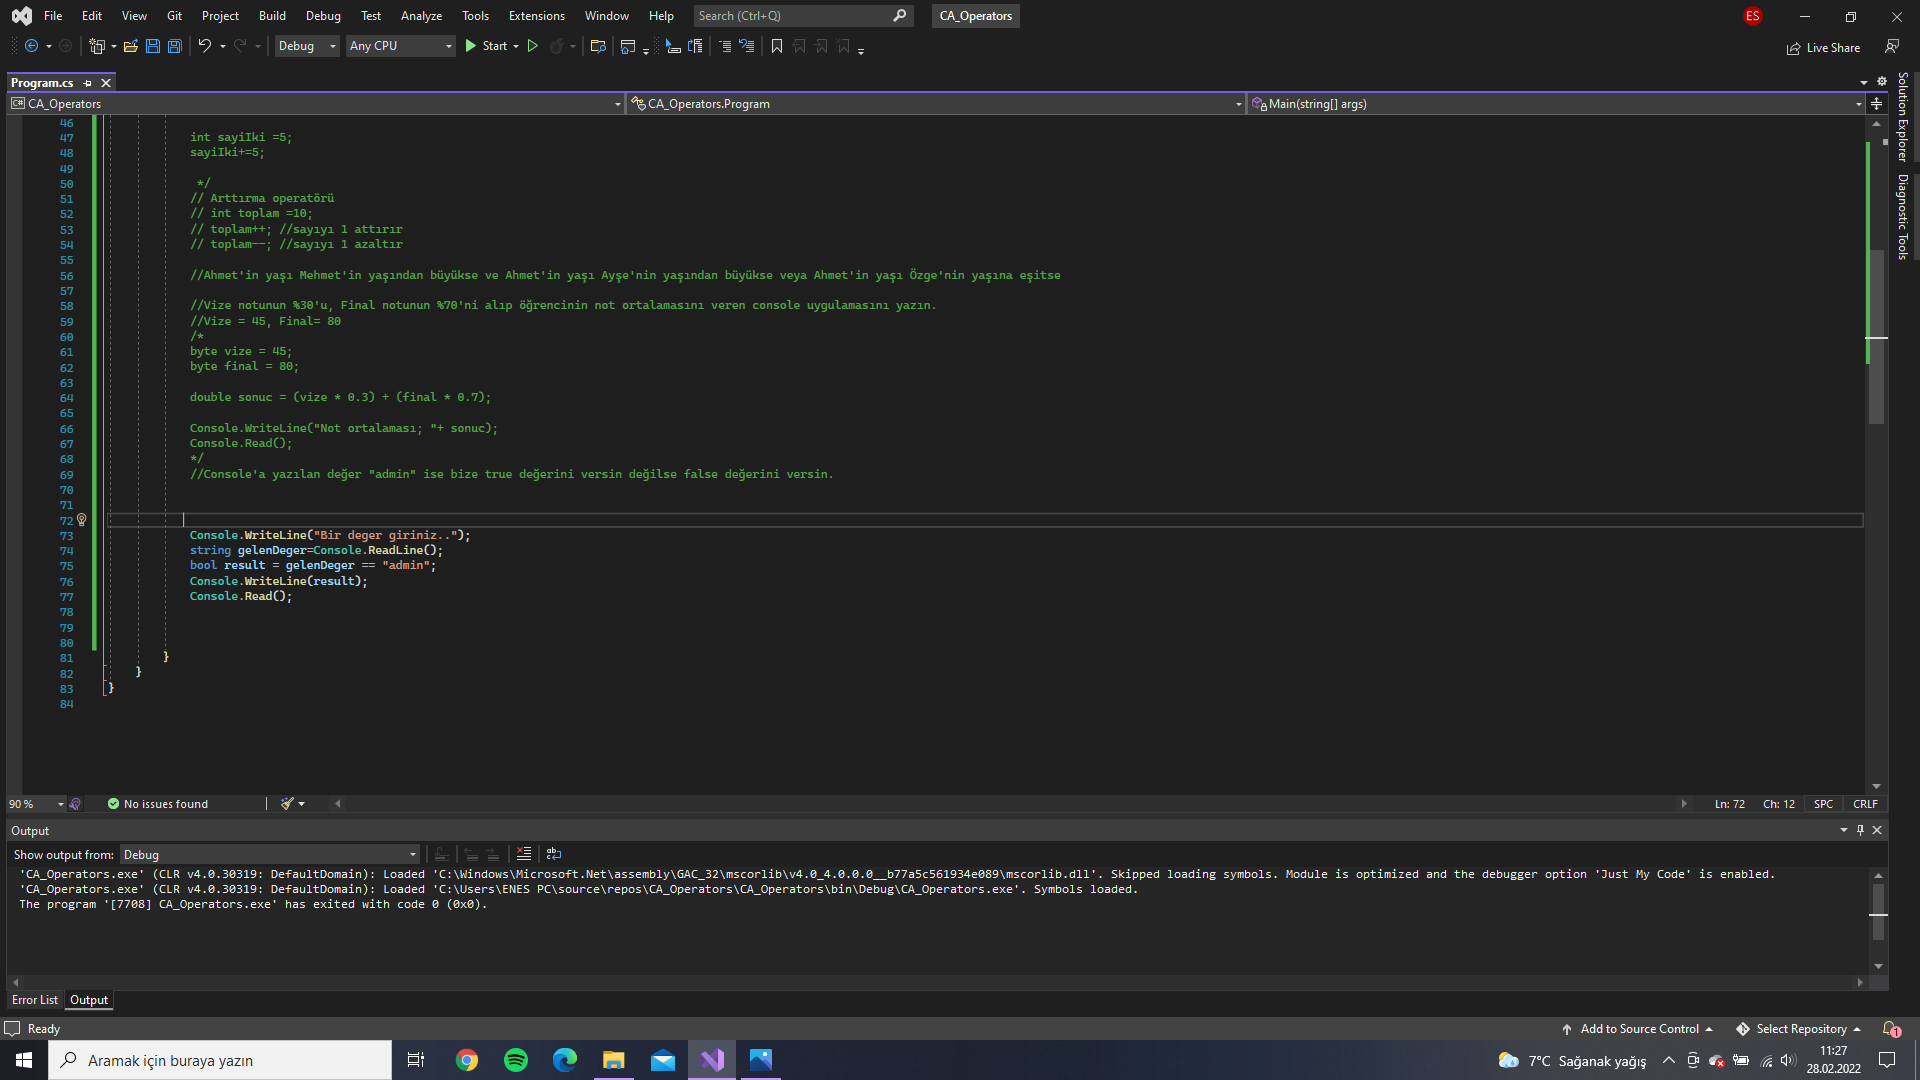 File Edit View Git Project Build Debug Test Analyze Tools Extensions Window Help Search (Ctrl+Q) CA_Operators ES
Debug Any CPU Start Live Share
Program.cs
CA_Operators CA_Operators.Program Main(string[] args)
Solution Explorer
Diagnostic Tools
46
47 int sayiIki =5;
48 sayiIki+=5;
49
50 */
51 // Arttırma operatörü
52 // int toplam =10;
53 // toplam++; //sayıyı 1 attırır
54 // toplam--; //sayıyı 1 azaltır
55
56 //Ahmet'in yaşı Mehmet'in yaşından büyükse ve Ahmet'in yaşı Ayşe'nin yaşından büyükse veya Ahmet'in yaşı Özge'nin yaşına eşitse
57
58 //Vize notunun %30'u, Final notunun %70'ni alıp öğrencinin not ortalamasını veren console uygulamasını yazın.
59 //Vize = 45, Final= 80
60 /*
61 byte vize = 45;
62 byte final = 80;
63
64 double sonuc = (vize * 0.3) + (final * 0.7);
65
66 Console.WriteLine("Not ortalaması; "+ sonuc);
67 Console.Read();
68 */
69 //Console'a yazılan değer "admin" ise bize true değerini versin değilse false değerini versin.
70
71
72
73 Console.WriteLine("Bir deger giriniz..");
74 string gelenDeger=Console.ReadLine();
75 bool result = gelenDeger == "admin";
76 Console.WriteLine(result);
77 Console.Read();
78
79
80
81 }
82 }
83 }
84
90 % No issues found Ln: 72 Ch: 12 SPC CRLF
Output
Show output from: Debug
'CA_Operators.exe' (CLR v4.0.30319: DefaultDomain): Loaded 'C:\Windows\Microsoft.Net\assembly\GAC_32\mscorlib\v4.0_4.0.0.0__b77a5c561934e089\mscorlib.dll'. Skipped loading symbols. Module is optimized and the debugger option 'Just My Code' is enabled.
'CA_Operators.exe' (CLR v4.0.30319: DefaultDomain): Loaded 'C:\Users\ENES PC\source\repos\CA_Operators\CA_Operators\bin\Debug\CA_Operators.exe'. Symbols loaded.
The program '[7708] CA_Operators.exe' has exited with code 0 (0x0).
Error List Output
Ready Add to Source Control Select Repository 1
Aramak için buraya yazın 7°C Sağanak yağış 11:27
28.02.2022